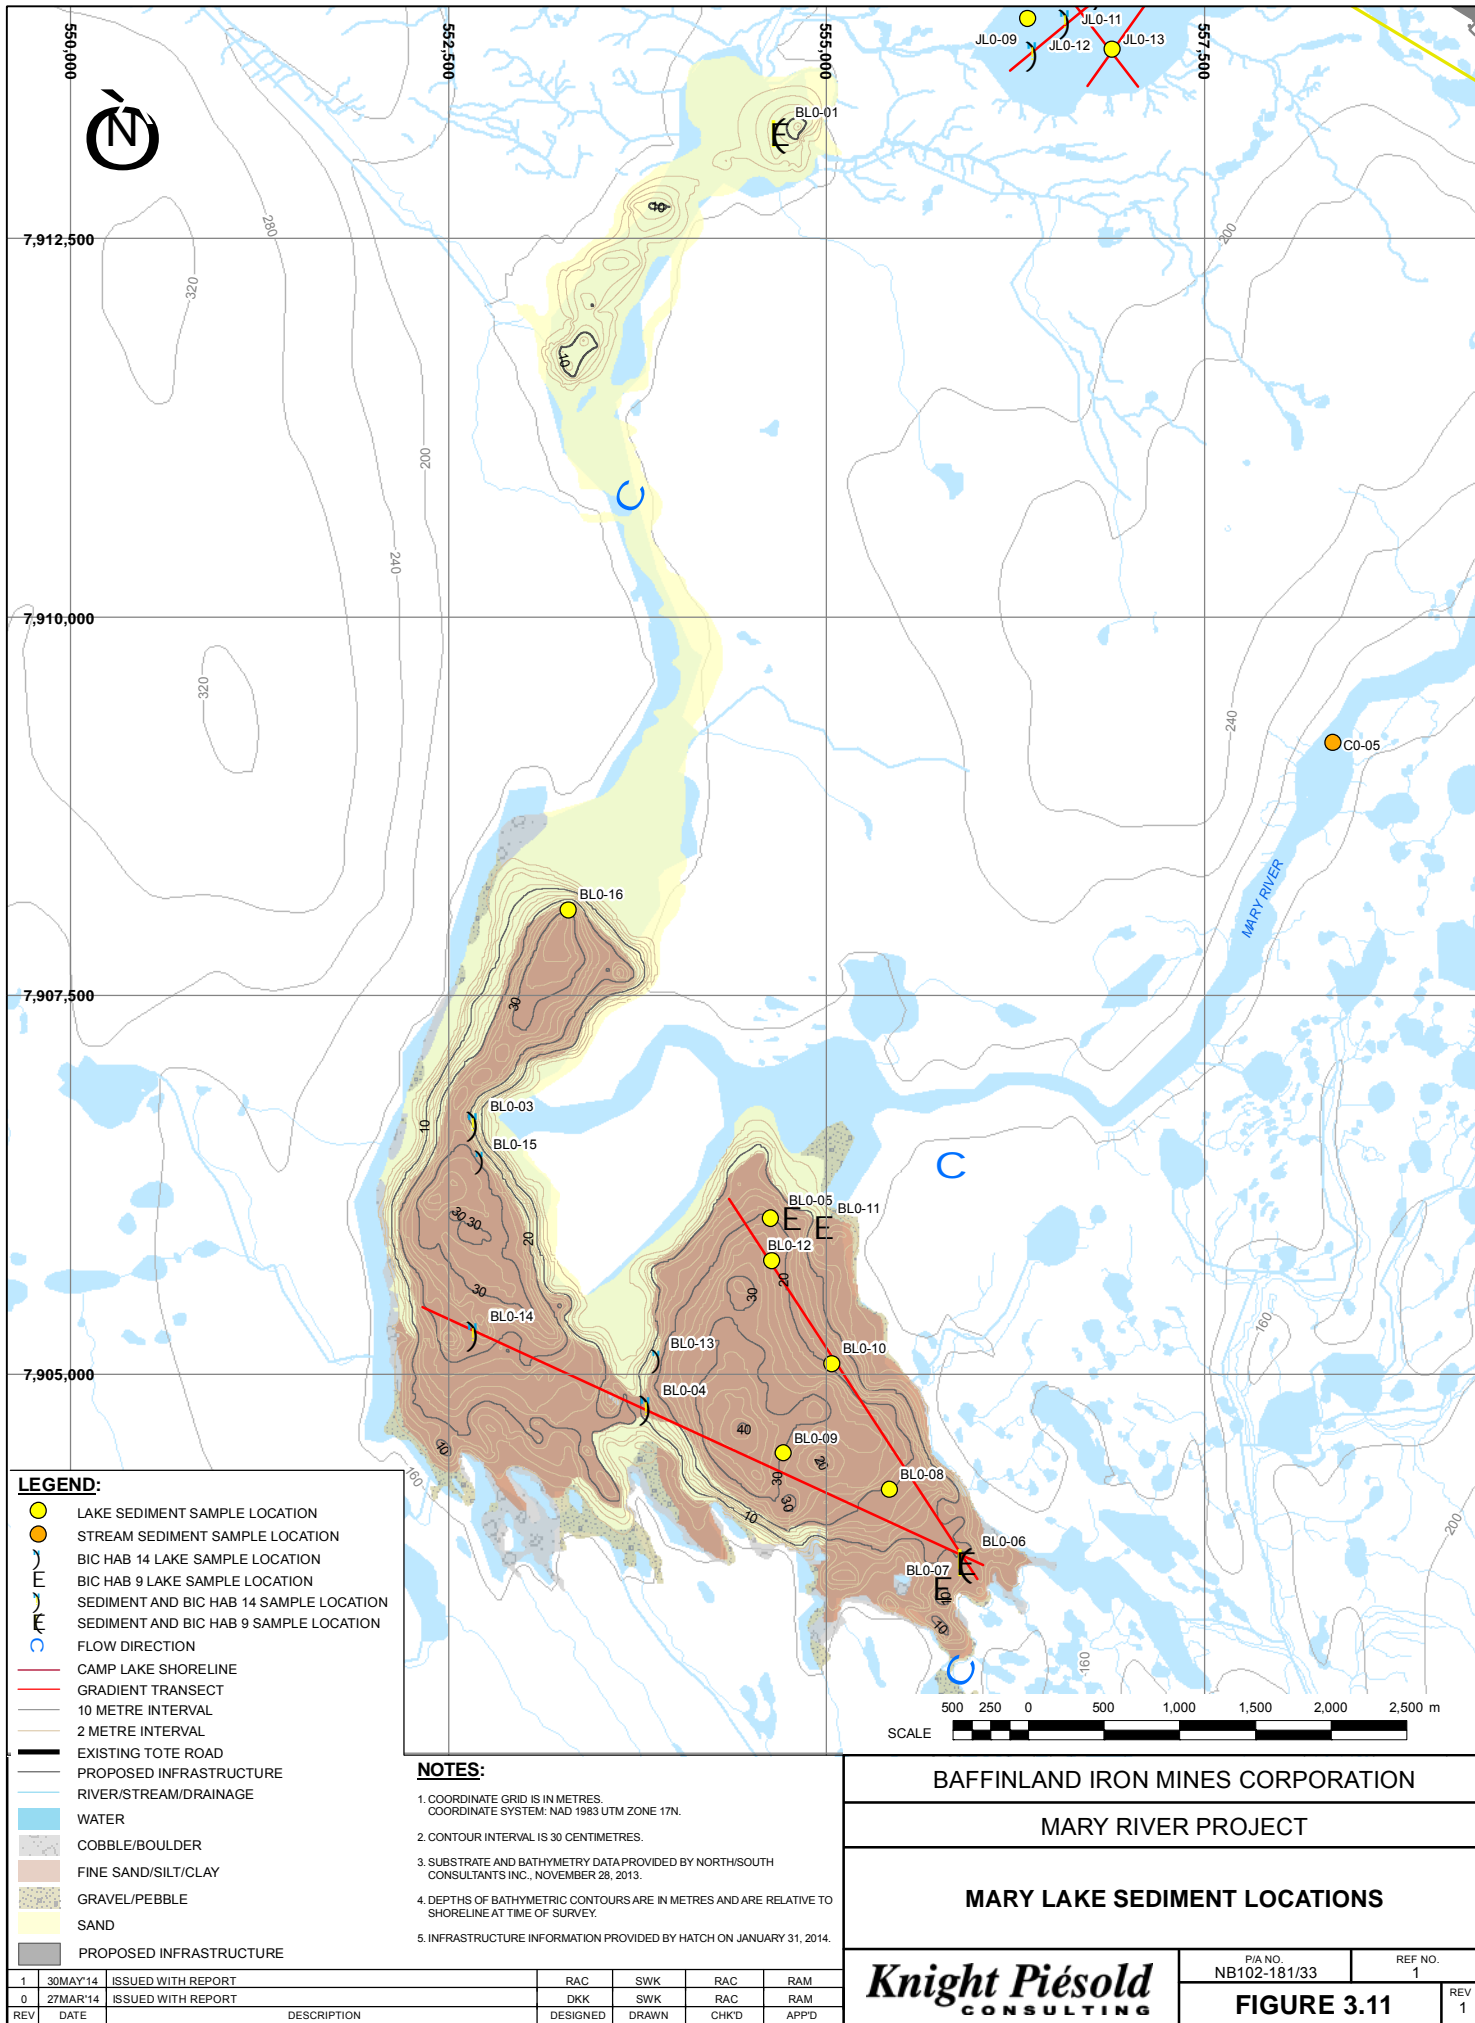 550,000
552,500
555,000
557,500
JL0-09
JL0-11
JL0-12
JL0-13
N
BL0-01
E
7,912,500
280
320
200
10
200
C
240
7,910,000
320
240
C0-05
MARY RIVER
BL0-16
7,907,500
30
BL0-03
10
BL0-15
C
BL0-05
BL0-11
E
E
30
30
20
BL0-12
20
30
30
BL0-14
160
BL0-13
BL0-10
7,905,000
BL0-04
40
BL0-09
20
10
160
30
30
BL0-08
10
200
BL0-06
BL0-07
E
E
10
10
160
C
LEGEND:
LAKE SEDIMENT SAMPLE LOCATION
STREAM SEDIMENT SAMPLE LOCATION
BIC HAB 14 LAKE SAMPLE LOCATION
E BIC HAB 9 LAKE SAMPLE LOCATION
SEDIMENT AND BIC HAB 14 SAMPLE LOCATION
E SEDIMENT AND BIC HAB 9 SAMPLE LOCATION
C FLOW DIRECTION
CAMP LAKE SHORELINE
GRADIENT TRANSECT
10 METRE INTERVAL
2 METRE INTERVAL
EXISTING TOTE ROAD
PROPOSED INFRASTRUCTURE
RIVER/STREAM/DRAINAGE
WATER
COBBLE/BOULDER
FINE SAND/SILT/CLAY
GRAVEL/PEBBLE
SAND
PROPOSED INFRASTRUCTURE
500 250 0 500 1,000 1,500 2,000 2,500 m
SCALE
NOTES:
1. COORDINATE GRID IS IN METRES.
COORDINATE SYSTEM: NAD 1983 UTM ZONE 17N.
2. CONTOUR INTERVAL IS 30 CENTIMETRES.
3. SUBSTRATE AND BATHYMETRY DATA PROVIDED BY NORTH/SOUTH
CONSULTANTS INC., NOVEMBER 28, 2013.
4. DEPTHS OF BATHYMETRIC CONTOURS ARE IN METRES AND ARE RELATIVE TO
SHORELINE AT TIME OF SURVEY.
5. INFRASTRUCTURE INFORMATION PROVIDED BY HATCH ON JANUARY 31, 2014.
BAFFINLAND IRON MINES CORPORATION
MARY RIVER PROJECT
MARY LAKE SEDIMENT LOCATIONS
Knight Piésold
CONSULTING
P/A NO.
NB102-181/33
REF NO.
1
FIGURE 3.11
REV
1
1 30MAY'14 ISSUED WITH REPORT RAC SWK RAC RAM
0 27MAR'14 ISSUED WITH REPORT DKK SWK RAC RAM
REV DATE DESCRIPTION DESIGNED DRAWN CHK'D APP'D